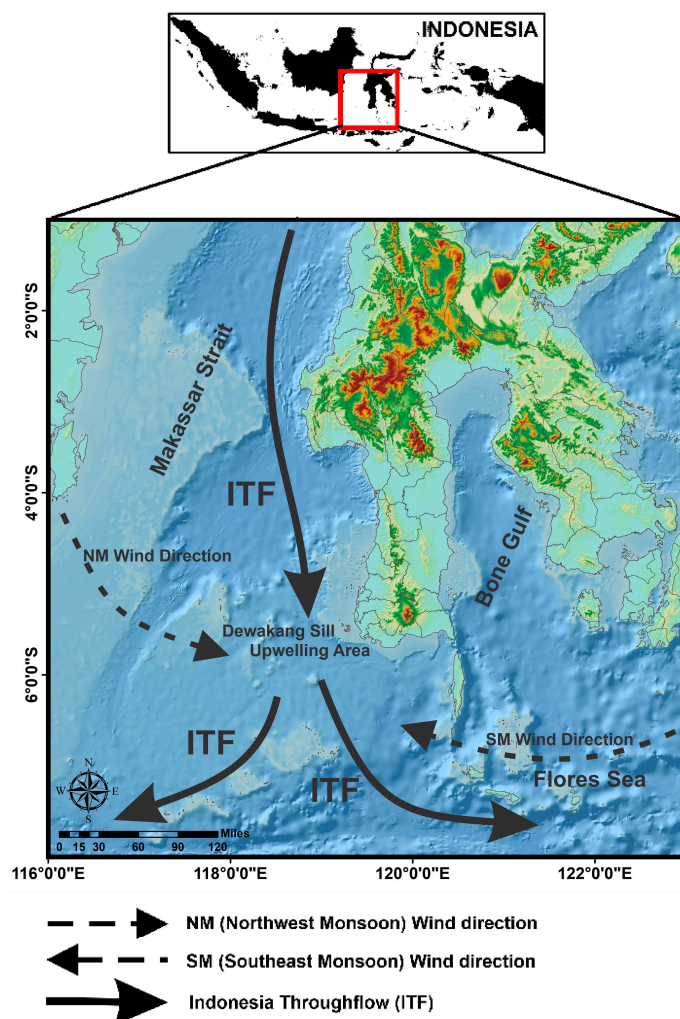 INDONESIA
2°0'0"S
Makassar Strait
4°0'0"S
ITF
NM Wind Direction
Bone Gulf
Dewakang Sill
Upwelling Area
6°0'0"S
ITF
SM Wind Direction
Flores Sea
ITF
N
W E
S
Miles
0 15 30 60 90 120
116°0'0"E 118°0'0"E 120°0'0"E 122°0'0"E
NM (Northwest Monsoon) Wind direction
SM (Southeast Monsoon) Wind direction
Indonesia Throughflow (ITF)